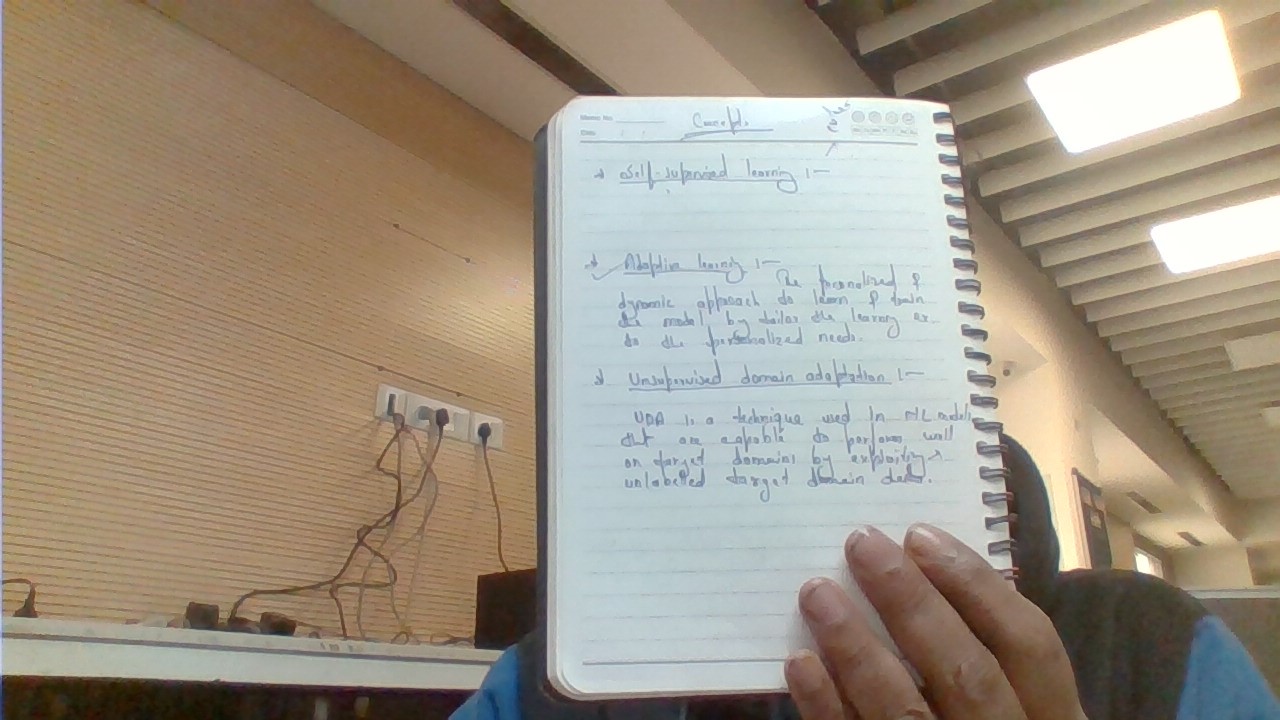 Memo No.
Date
Concepts
→ Self-supervised learning :-
→ Adaptive learning :-
The personalized &
dynamic approach to learn & train
the model by tailor the learning ex-
to the personalized needs.
→ Unsupervised domain adaptation :-
UDA is a technique used in ML models
that are capable to perform well
on target domains by exploiting
unlabelled target domain data.